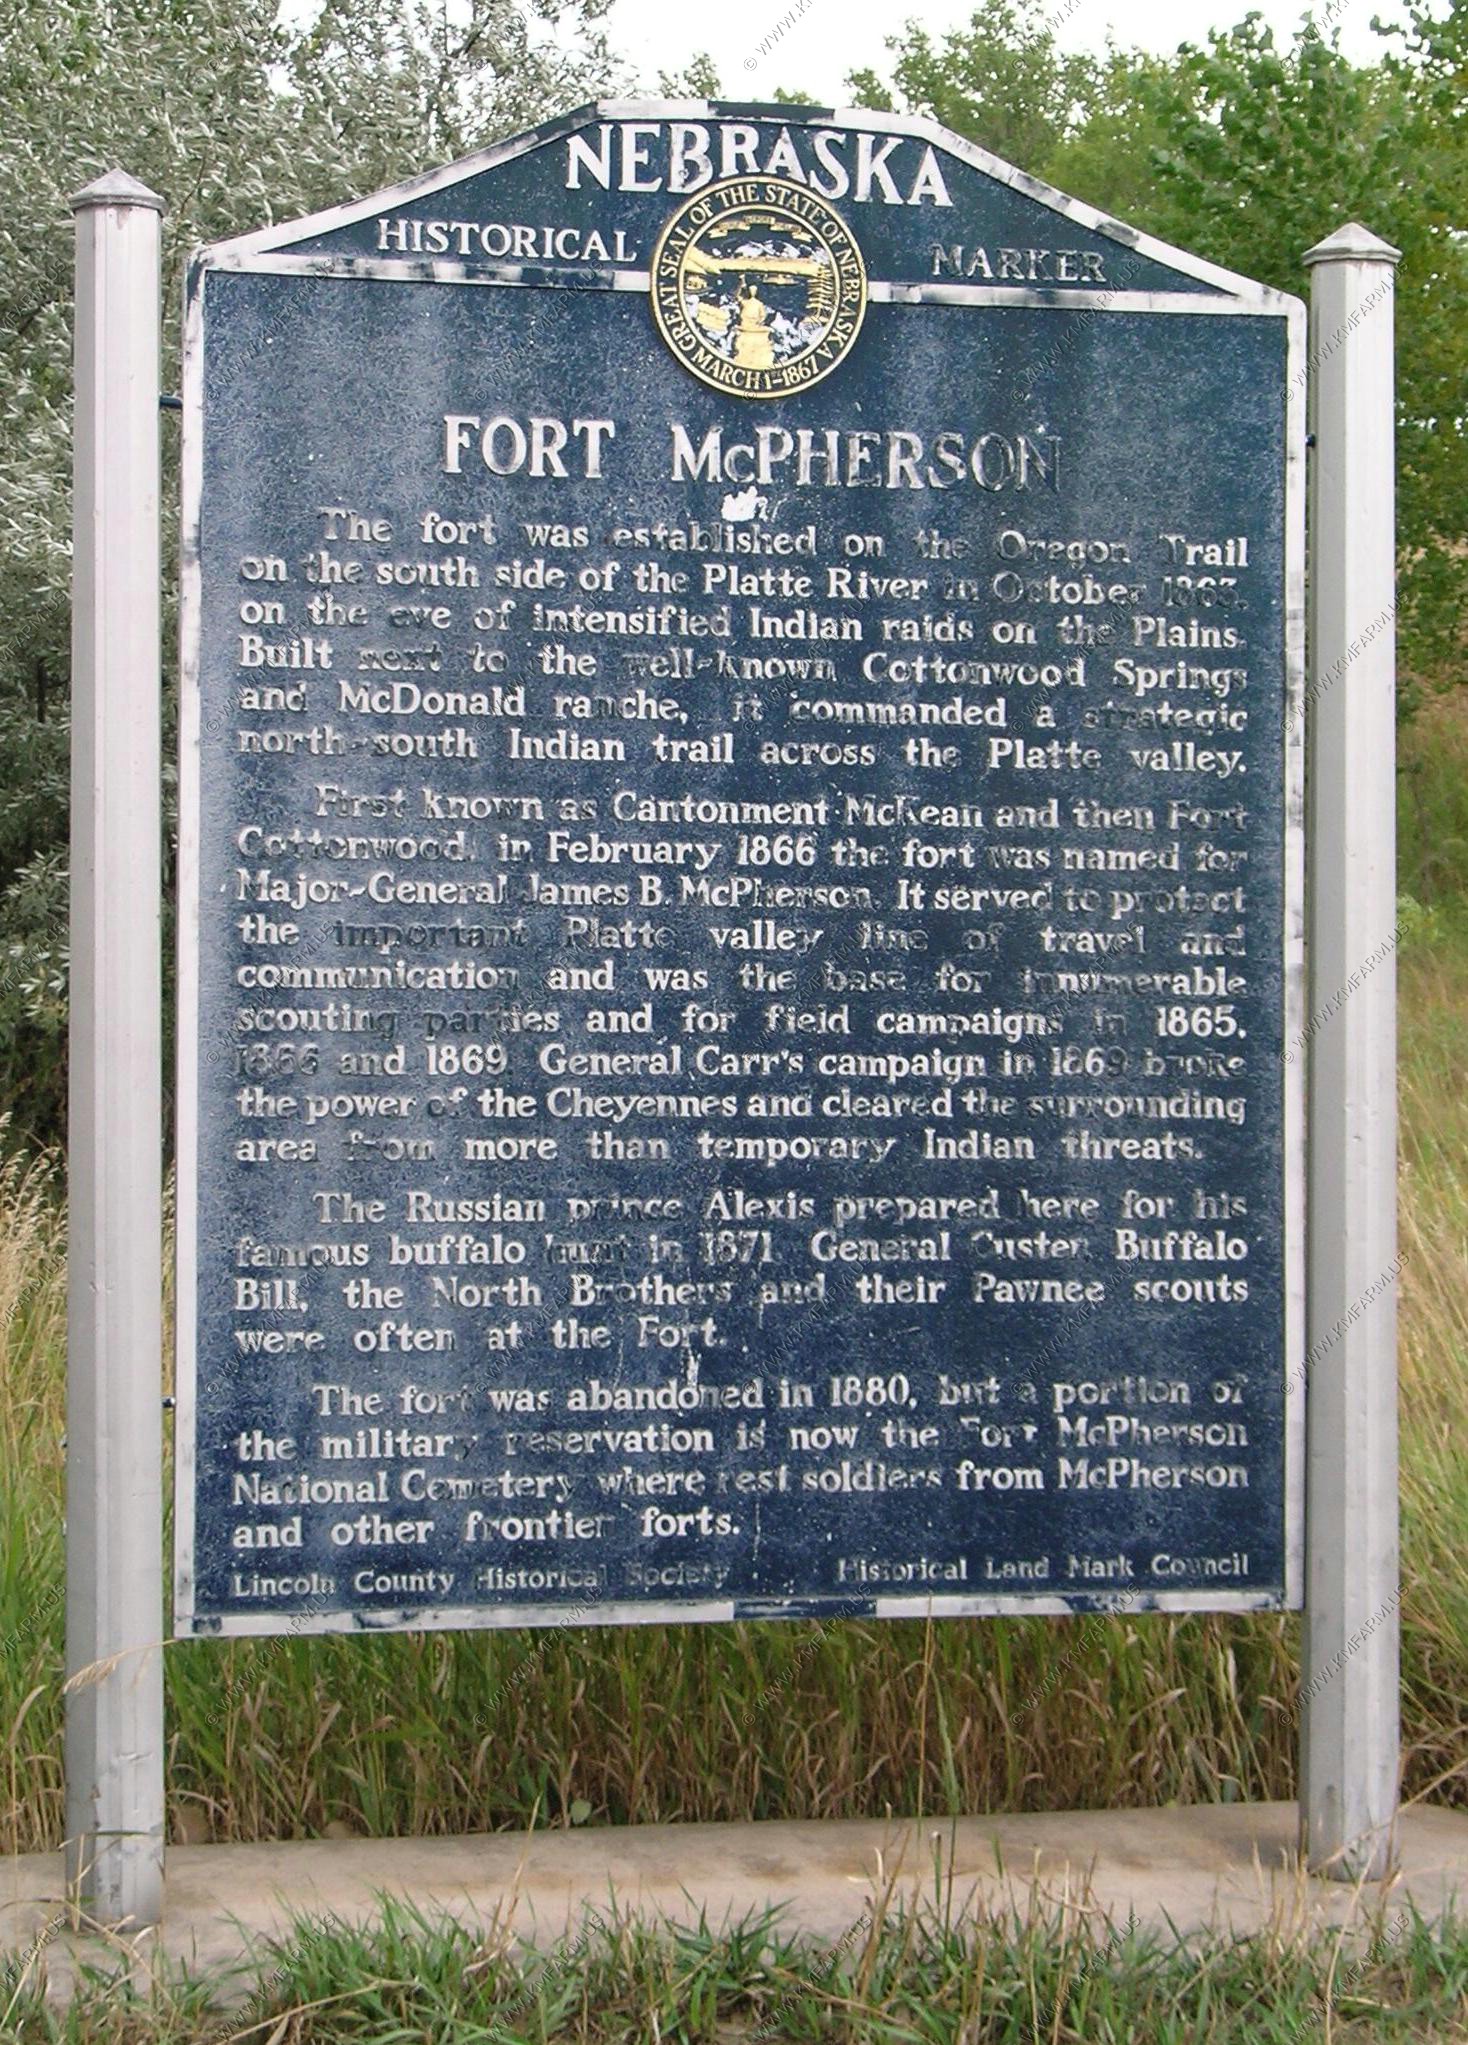 NEBRASKA
HISTORICAL MARKER
GREAT SEAL OF THE STATE OF NEBRASKA
MARCH 1ST 1867
FORT McPHERSON
The fort was established on the Oregon Trail
on the south side of the Platte River in October 1863,
on the eve of intensified Indian raids on the Plains.
Built next to the well-known Cottonwood Springs
and McDonald ranche, it commanded a strategic
north-south Indian trail across the Platte valley.
First known as Cantonment McKean and then Fort
Cottonwood, in February 1866 the fort was named for
Major-General James B. McPherson. It served to protect
the important Platte valley line of travel and
communication and was the base for innumerable
scouting parties and for field campaigns in 1865,
1866 and 1869. General Carr's campaign in 1869 broke
the power of the Cheyennes and cleared the surrounding
area from more than temporary Indian threats.
The Russian prince Alexis prepared here for his
famous buffalo hunt in 1871. General Custer, Buffalo
Bill, the North Brothers and their Pawnee scouts
were often at the Fort.
The fort was abandoned in 1880, but a portion of
the military reservation is now the Fort McPherson
National Cemetery where rest soldiers from McPherson
and other frontier forts.
Lincoln County Historical Society Historical Land Mark Council
© WWW.KMFARM.US